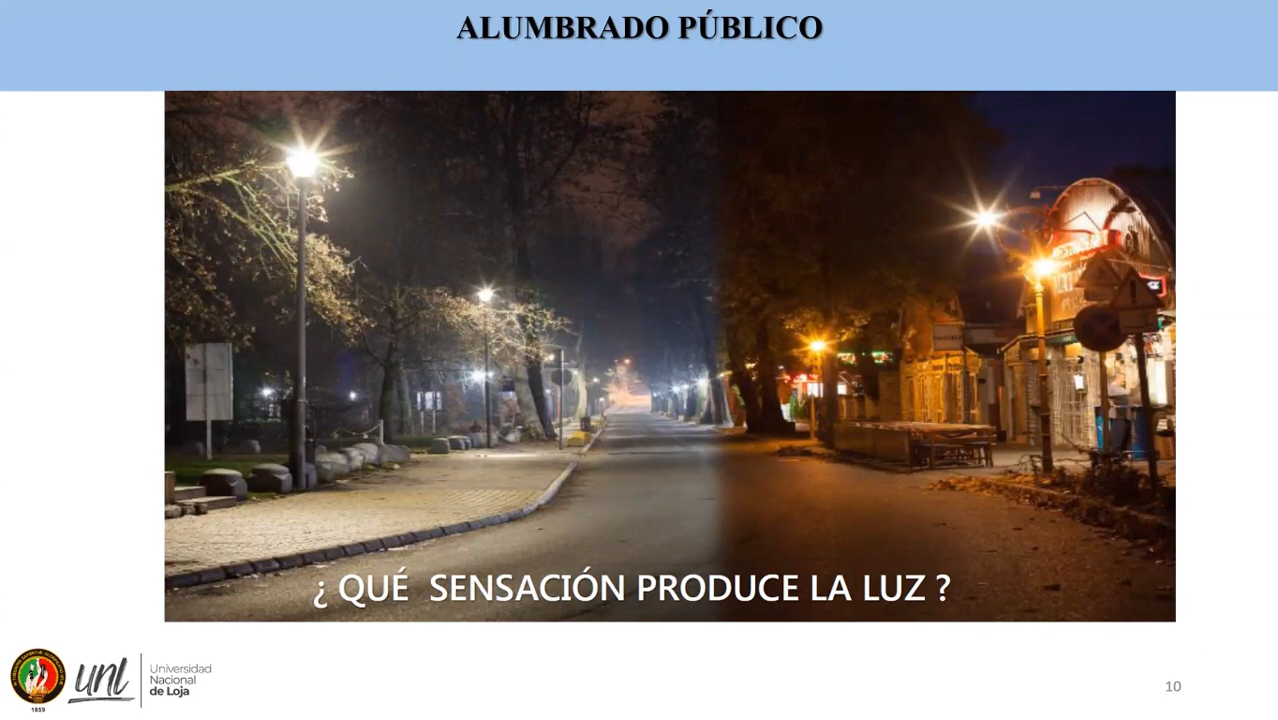 ALUMBRADO PÚBLICO
¿ QUÉ SENSACIÓN PRODUCE LA LUZ ?
unl
Universidad
Nacional
de Loja
1859
10